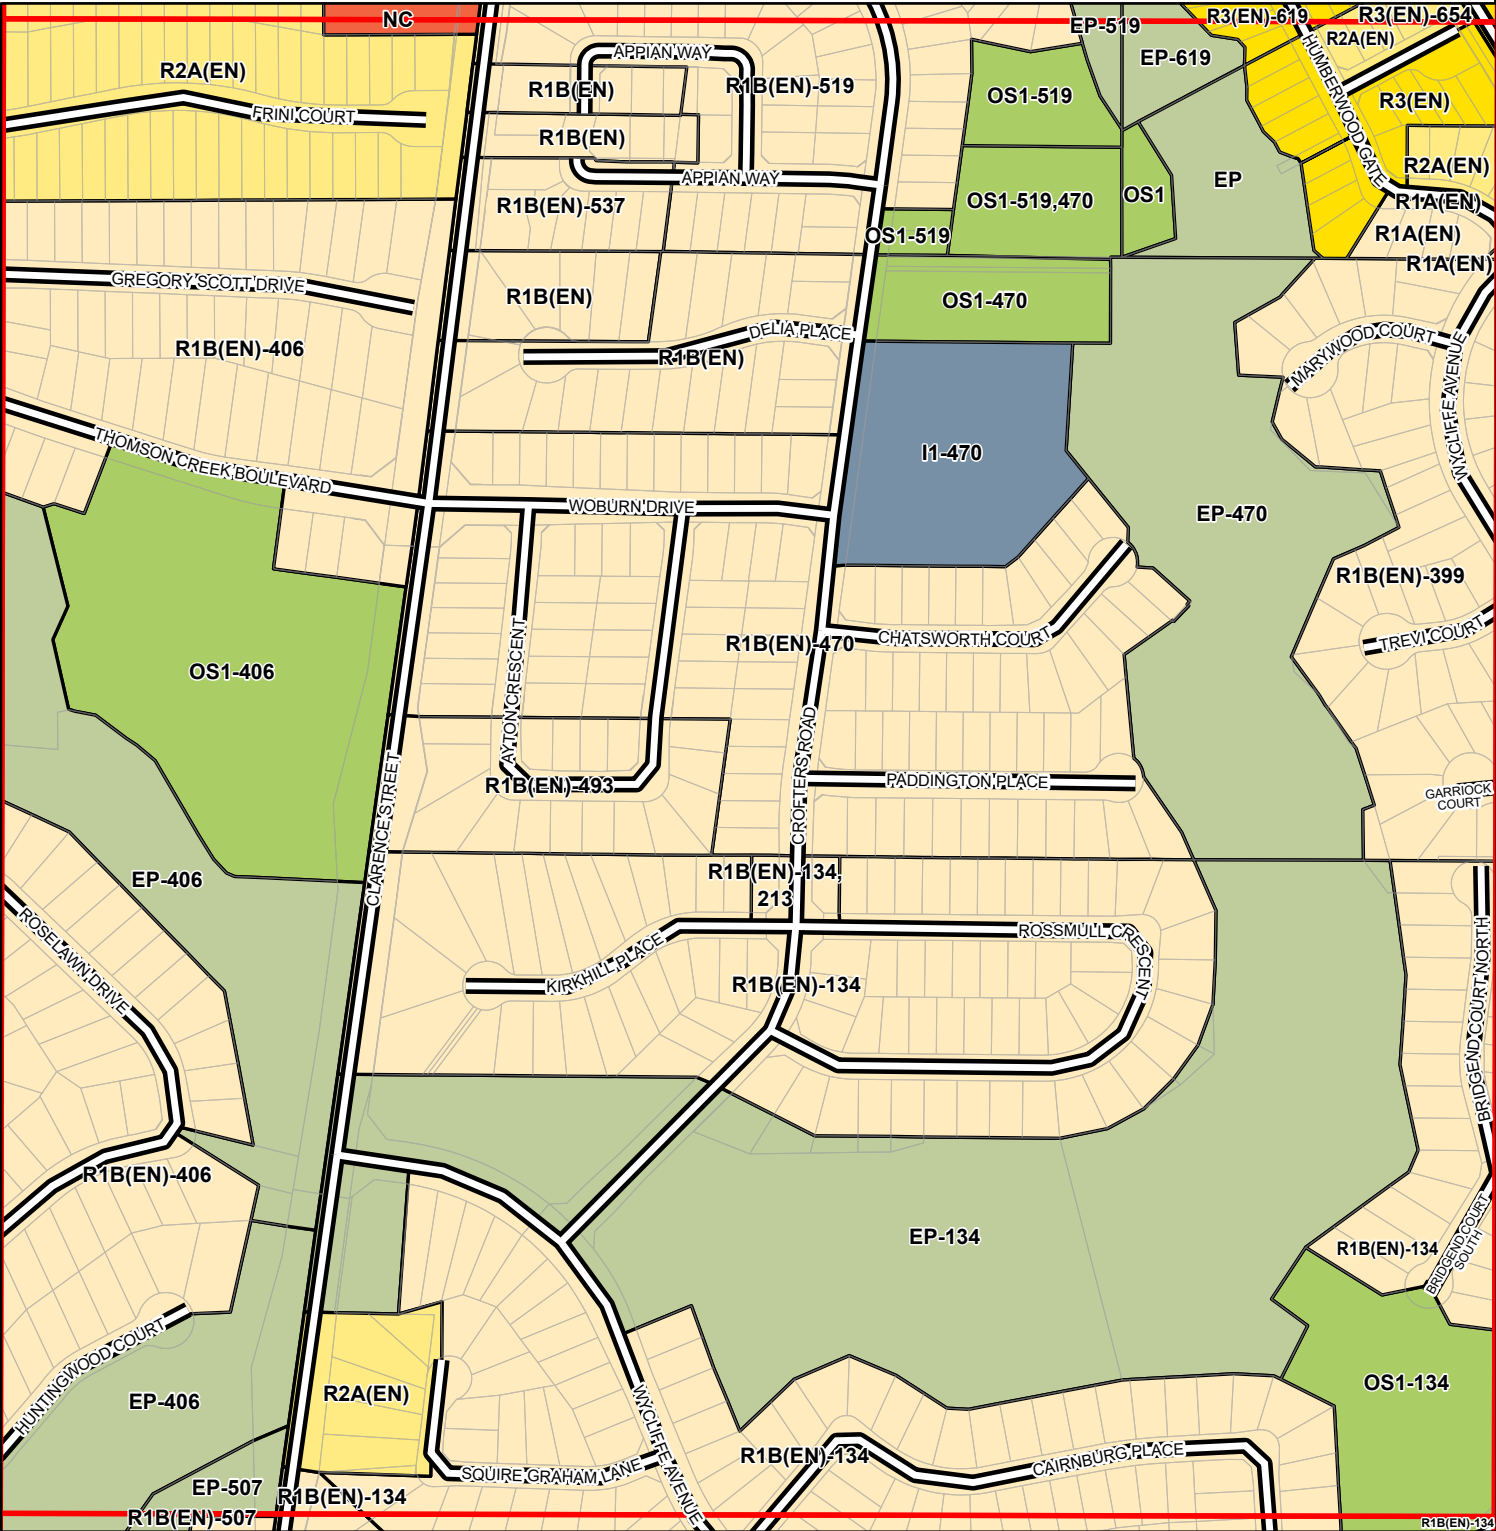 NC
EP-519
R3(EN)-619
R3(EN)-654
R2A(EN)
APPIAN WAY
R2A(EN)
EP-619
HUMBERWOOD GATE
R1B(EN)
R1B(EN)-519
OS1-519
R3(EN)
FRINI COURT
R1B(EN)
R2A(EN)
APPIAN WAY
EP
OS1
OS1-519,470
R1A(EN)
R1B(EN)-537
OS1-519
R1A(EN)
R1A(EN)
GREGORY SCOTT DRIVE
R1B(EN)
OS1-470
DELIA PLACE
MARYWOOD COURT
R1B(EN)-406
R1B(EN)
WYCLIFFE AVENUE
THOMSON CREEK BOULEVARD
I1-470
WOBURN DRIVE
EP-470
R1B(EN)-399
AYTON CRESCENT
R1B(EN)-470
CHATSWORTH COURT
TREVI COURT
OS1-406
CLARENCE STREET
CROFTERS ROAD
R1B(EN)-493
PADDINGTON PLACE
GARRIOCK
COURT
EP-406
R1B(EN)-134,
213
ROSELAWN DRIVE
KIRKHILL PLACE
ROSSMULL CRESCENT
BRIDGEND COURT NORTH
R1B(EN)-134
R1B(EN)-406
EP-134
R1B(EN)-134
BRIDGEND COURT
SOUTH
HUNTINGWOOD COURT
EP-406
R2A(EN)
OS1-134
WYCLIFFE AVENUE
R1B(EN)-134
CAIRNBURG PLACE
SQUIRE GRAHAM LANE
EP-507
R1B(EN)-134
R1B(EN)-507
R1B(EN)-134